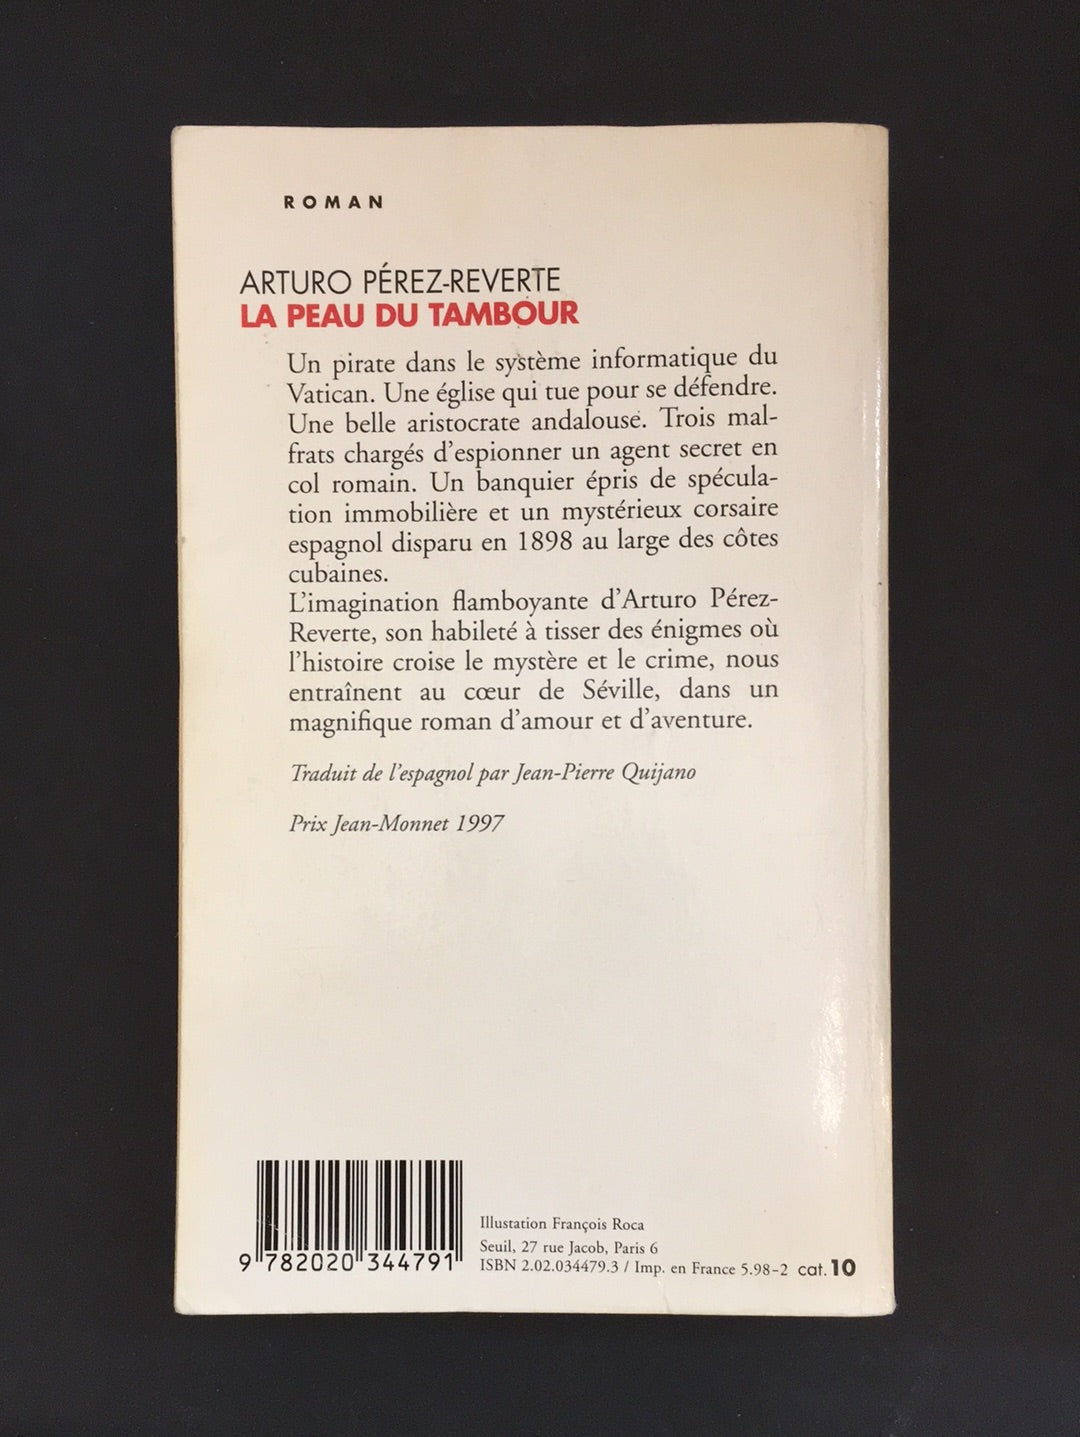 ROMAN
ARTURO PÉREZ-REVERTE
LA PEAU DU TAMBOUR
Un pirate dans le système informatique du
Vatican. Une église qui tue pour se défendre.
Une belle aristocrate andalouse. Trois mal-
frats chargés d'espionner un agent secret en
col romain. Un banquier épris de spécula-
tion immobilière et un mystérieux corsaire
espagnol disparu en 1898 au large des côtes
cubaines.
L'imagination flamboyante d'Arturo Pérez-
Reverte, son habileté à tisser des énigmes où
l'histoire croise le mystère et le crime, nous
entraînent au cœur de Séville, dans un
magnifique roman d'amour et d'aventure.
Traduit de l'espagnol par Jean-Pierre Quijano
Prix Jean-Monnet 1997
Illustation François Roca
Seuil, 27 rue Jacob, Paris 6
ISBN 2.02.034479.3 / Imp. en France 5.98-2 cat. 10
9 782020 344791